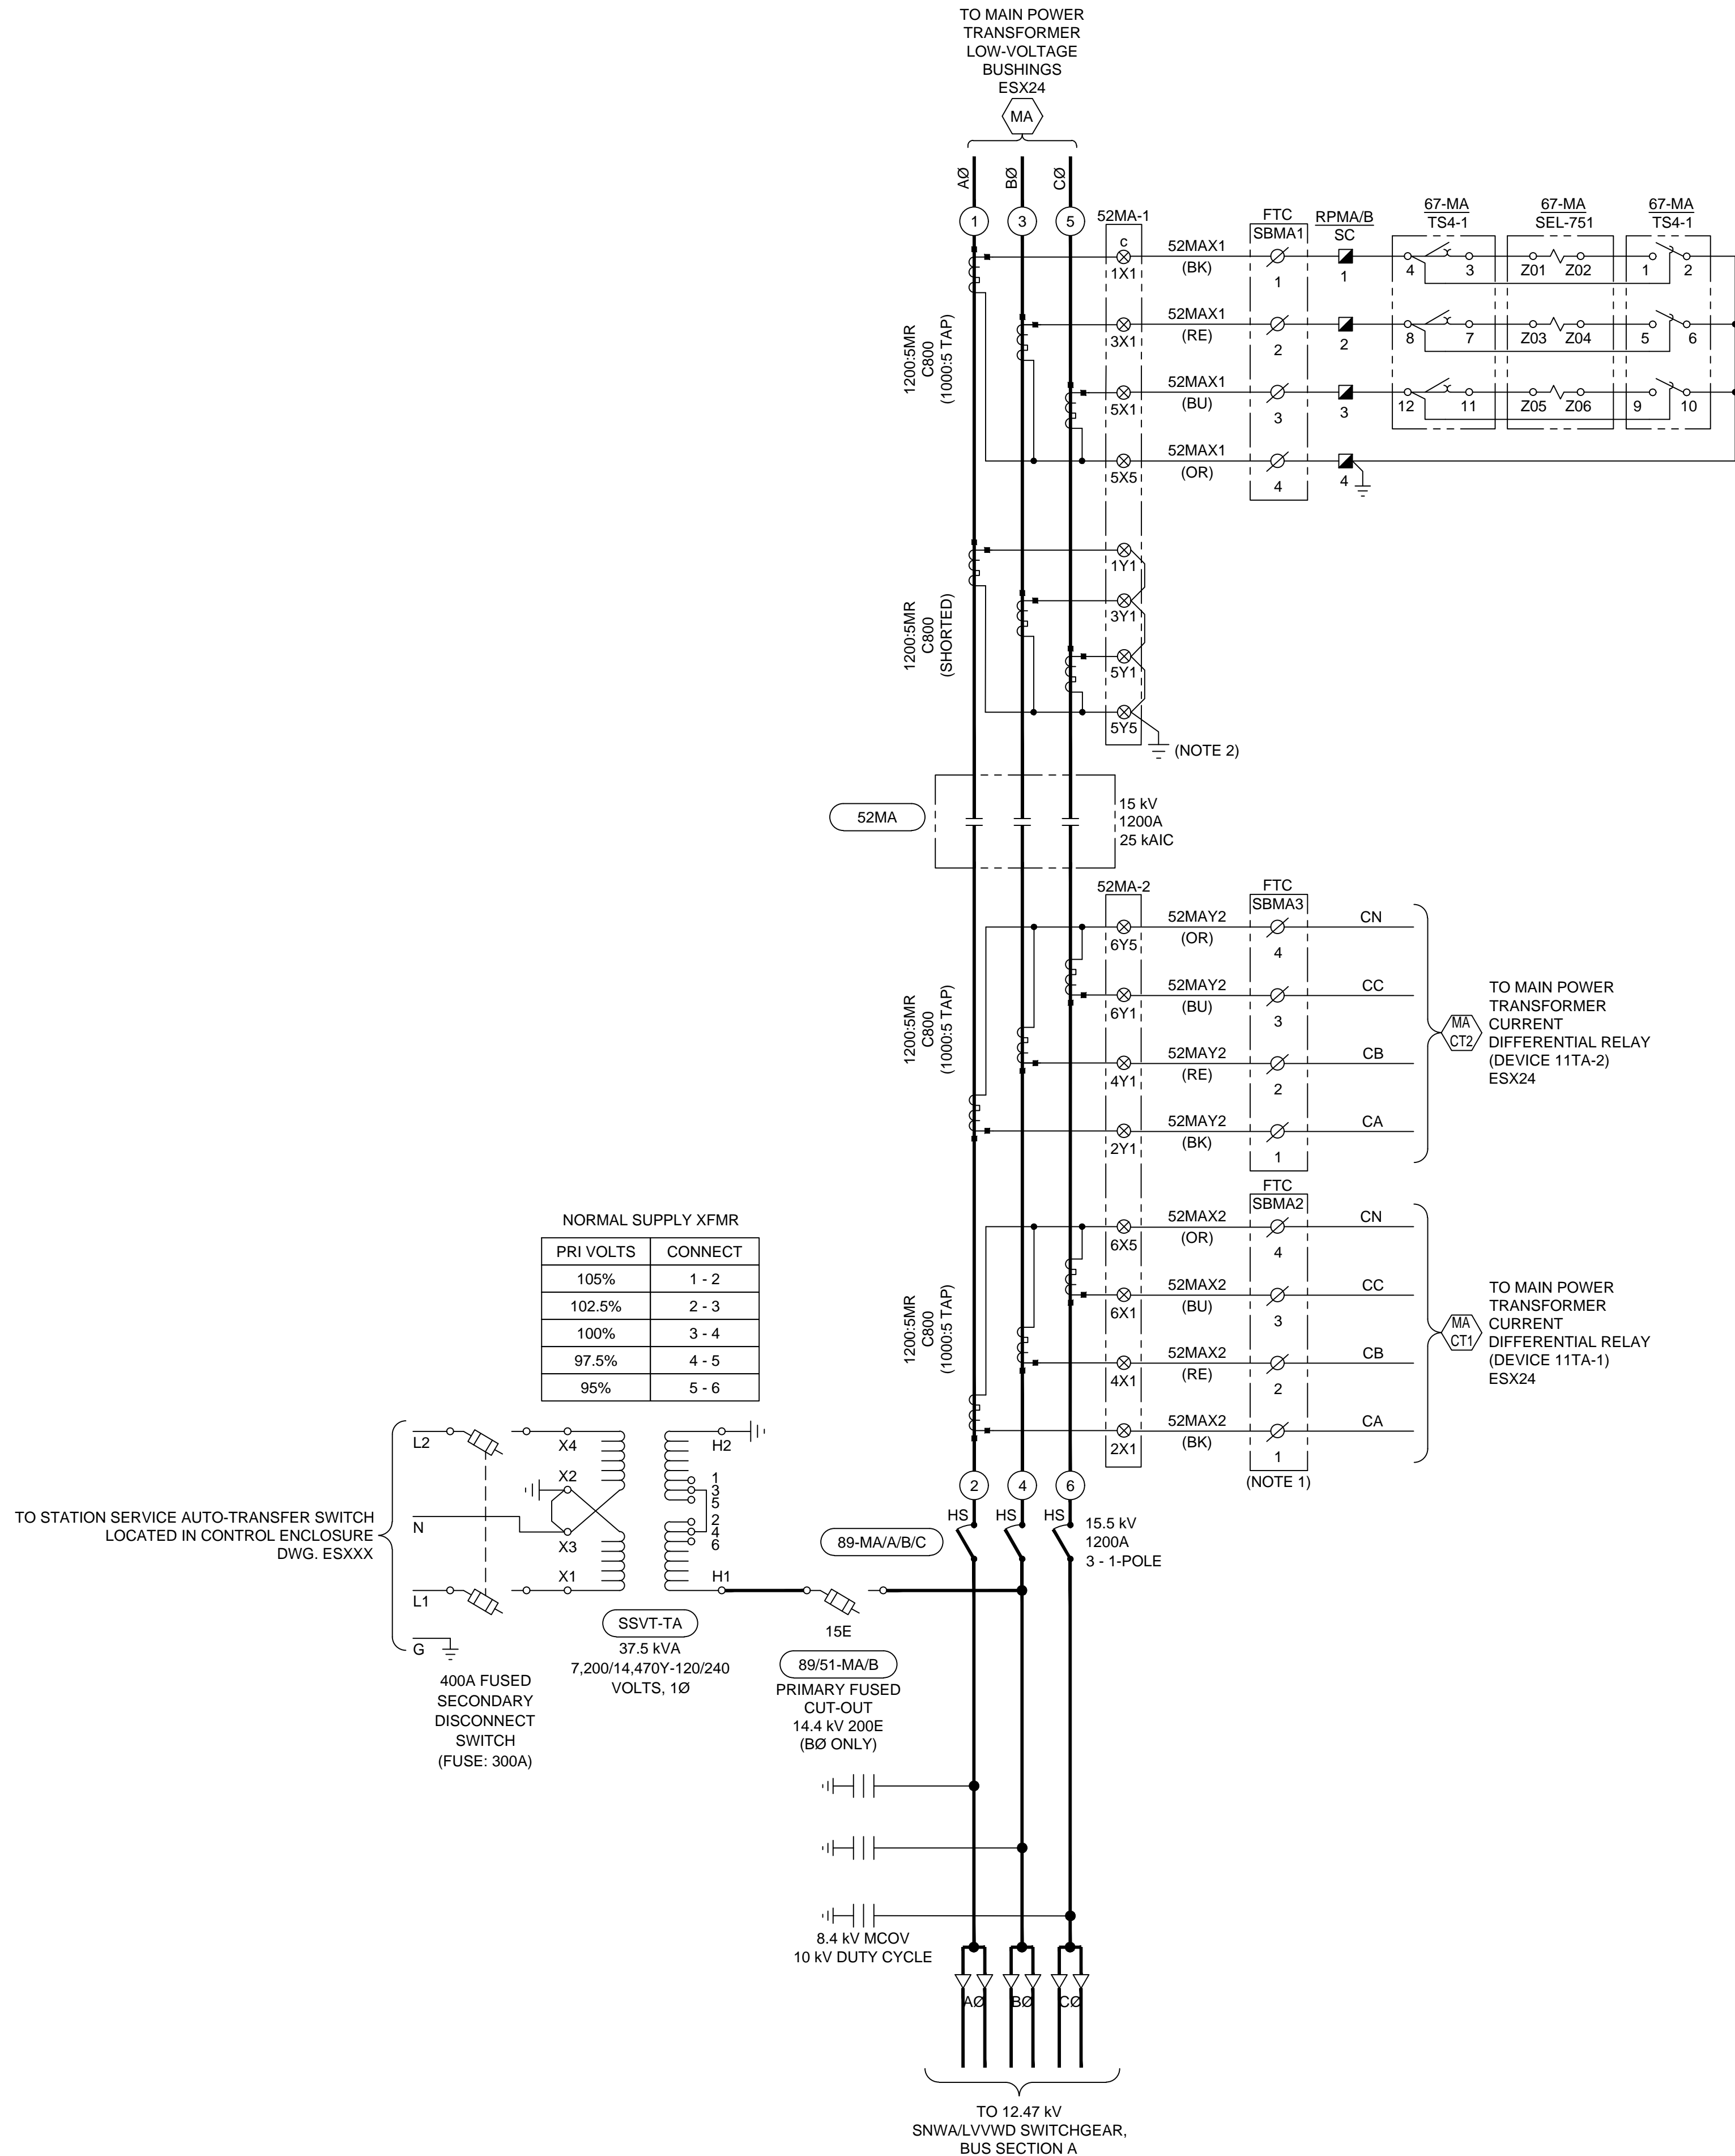 TO MAIN POWER
TRANSFORMER
LOW-VOLTAGE
BUSHINGS
ESX24
MA
AØ
BØ
CØ
1
3
5
52MA-1
C
1X1
3X1
5X1
5X5
1Y1
3Y1
5Y1
5Y5
(NOTE 2)
52MAX1
(BK)
52MAX1
(RE)
52MAX1
(BU)
52MAX1
(OR)
FTC
SBMA1
1
2
3
4
RPMA/B
SC
1
2
3
4
67-MA
TS4-1
4 3
8 7
12 11
67-MA
SEL-751
Z01 Z02
Z03 Z04
Z05 Z06
67-MA
TS4-1
1 2
5 6
9 10
1200:5MR
C800
(1000:5 TAP)
1200:5MR
C800
(SHORTED)
52MA
15 kV
1200A
25 kAIC
52MA-2
6Y5
6Y1
4Y1
2Y1
6X5
6X1
4X1
2X1
52MAY2
(OR)
52MAY2
(BU)
52MAY2
(RE)
52MAY2
(BK)
FTC
SBMA3
4
3
2
1
CN
CC
CB
CA
MA
CT2
TO MAIN POWER
TRANSFORMER
CURRENT
DIFFERENTIAL RELAY
(DEVICE 11TA-2)
ESX24
1200:5MR
C800
(1000:5 TAP)
52MAX2
(OR)
52MAX2
(BU)
52MAX2
(RE)
52MAX2
(BK)
FTC
SBMA2
4
3
2
1
(NOTE 1)
CN
CC
CB
CA
MA
CT1
TO MAIN POWER
TRANSFORMER
CURRENT
DIFFERENTIAL RELAY
(DEVICE 11TA-1)
ESX24
1200:5MR
C800
(1000:5 TAP)
NORMAL SUPPLY XFMR
PRI VOLTS CONNECT
105% 1 - 2
102.5% 2 - 3
100% 3 - 4
97.5% 4 - 5
95% 5 - 6
2
4
6
HS
HS
HS
89-MA/A/B/C
15.5 kV
1200A
3 - 1-POLE
TO STATION SERVICE AUTO-TRANSFER SWITCH
LOCATED IN CONTROL ENCLOSURE
DWG. ESXXX
L2
N
L1
G
X4
X2
X3
X1
H2
1
3
5
2
4
6
H1
400A FUSED
SECONDARY
DISCONNECT
SWITCH
(FUSE: 300A)
SSVT-TA
37.5 kVA
7,200/14,470Y-120/240
VOLTS, 1Ø
15E
89/51-MA/B
PRIMARY FUSED
CUT-OUT
14.4 kV 200E
(BØ ONLY)
8.4 kV MCOV
10 kV DUTY CYCLE
AØ
BØ
CØ
TO 12.47 kV
SNWA/LVVWD SWITCHGEAR,
BUS SECTION A